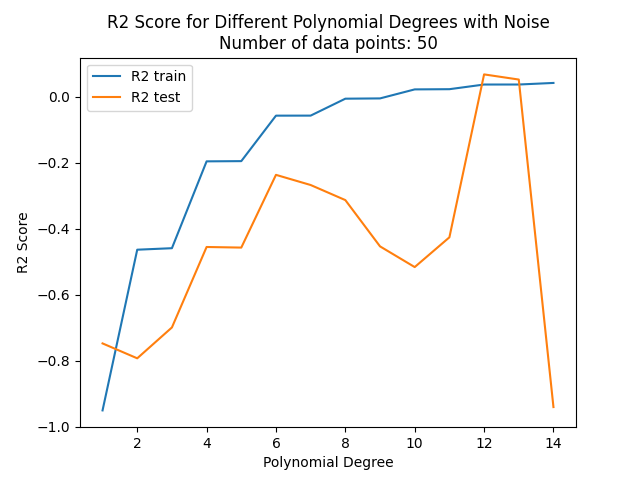 R2 Score for Different Polynomial Degrees with Noise
Number of data points: 50
R2 train
R2 test
0.0
−0.2
−0.4
−0.6
−0.8
−1.0
R2 Score
2 4 6 8 10 12 14
Polynomial Degree